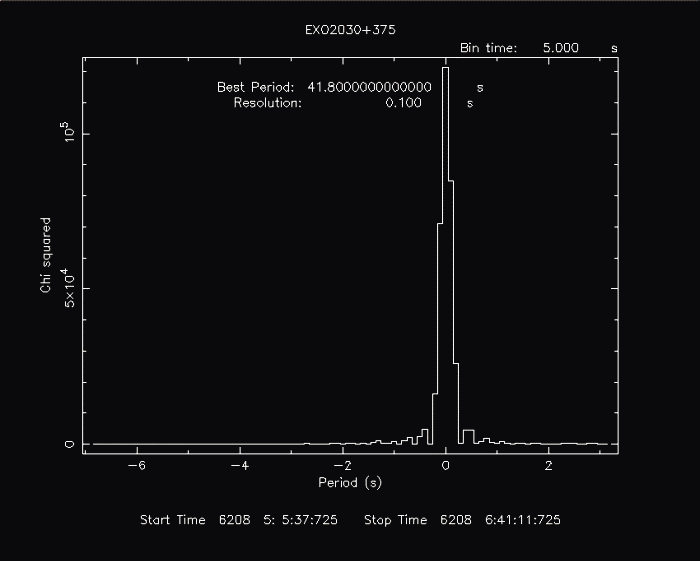 EXO2030+375
Bin time: 5.000 s
Best Period: 41.8000000000000 s
Resolution: 0.100 s
10⁵
5×10⁴
0
Chi squared
−6 −4 −2 0 2
Period (s)
Start Time 6208 5: 5:37:725 Stop Time 6208 6:41:11:725